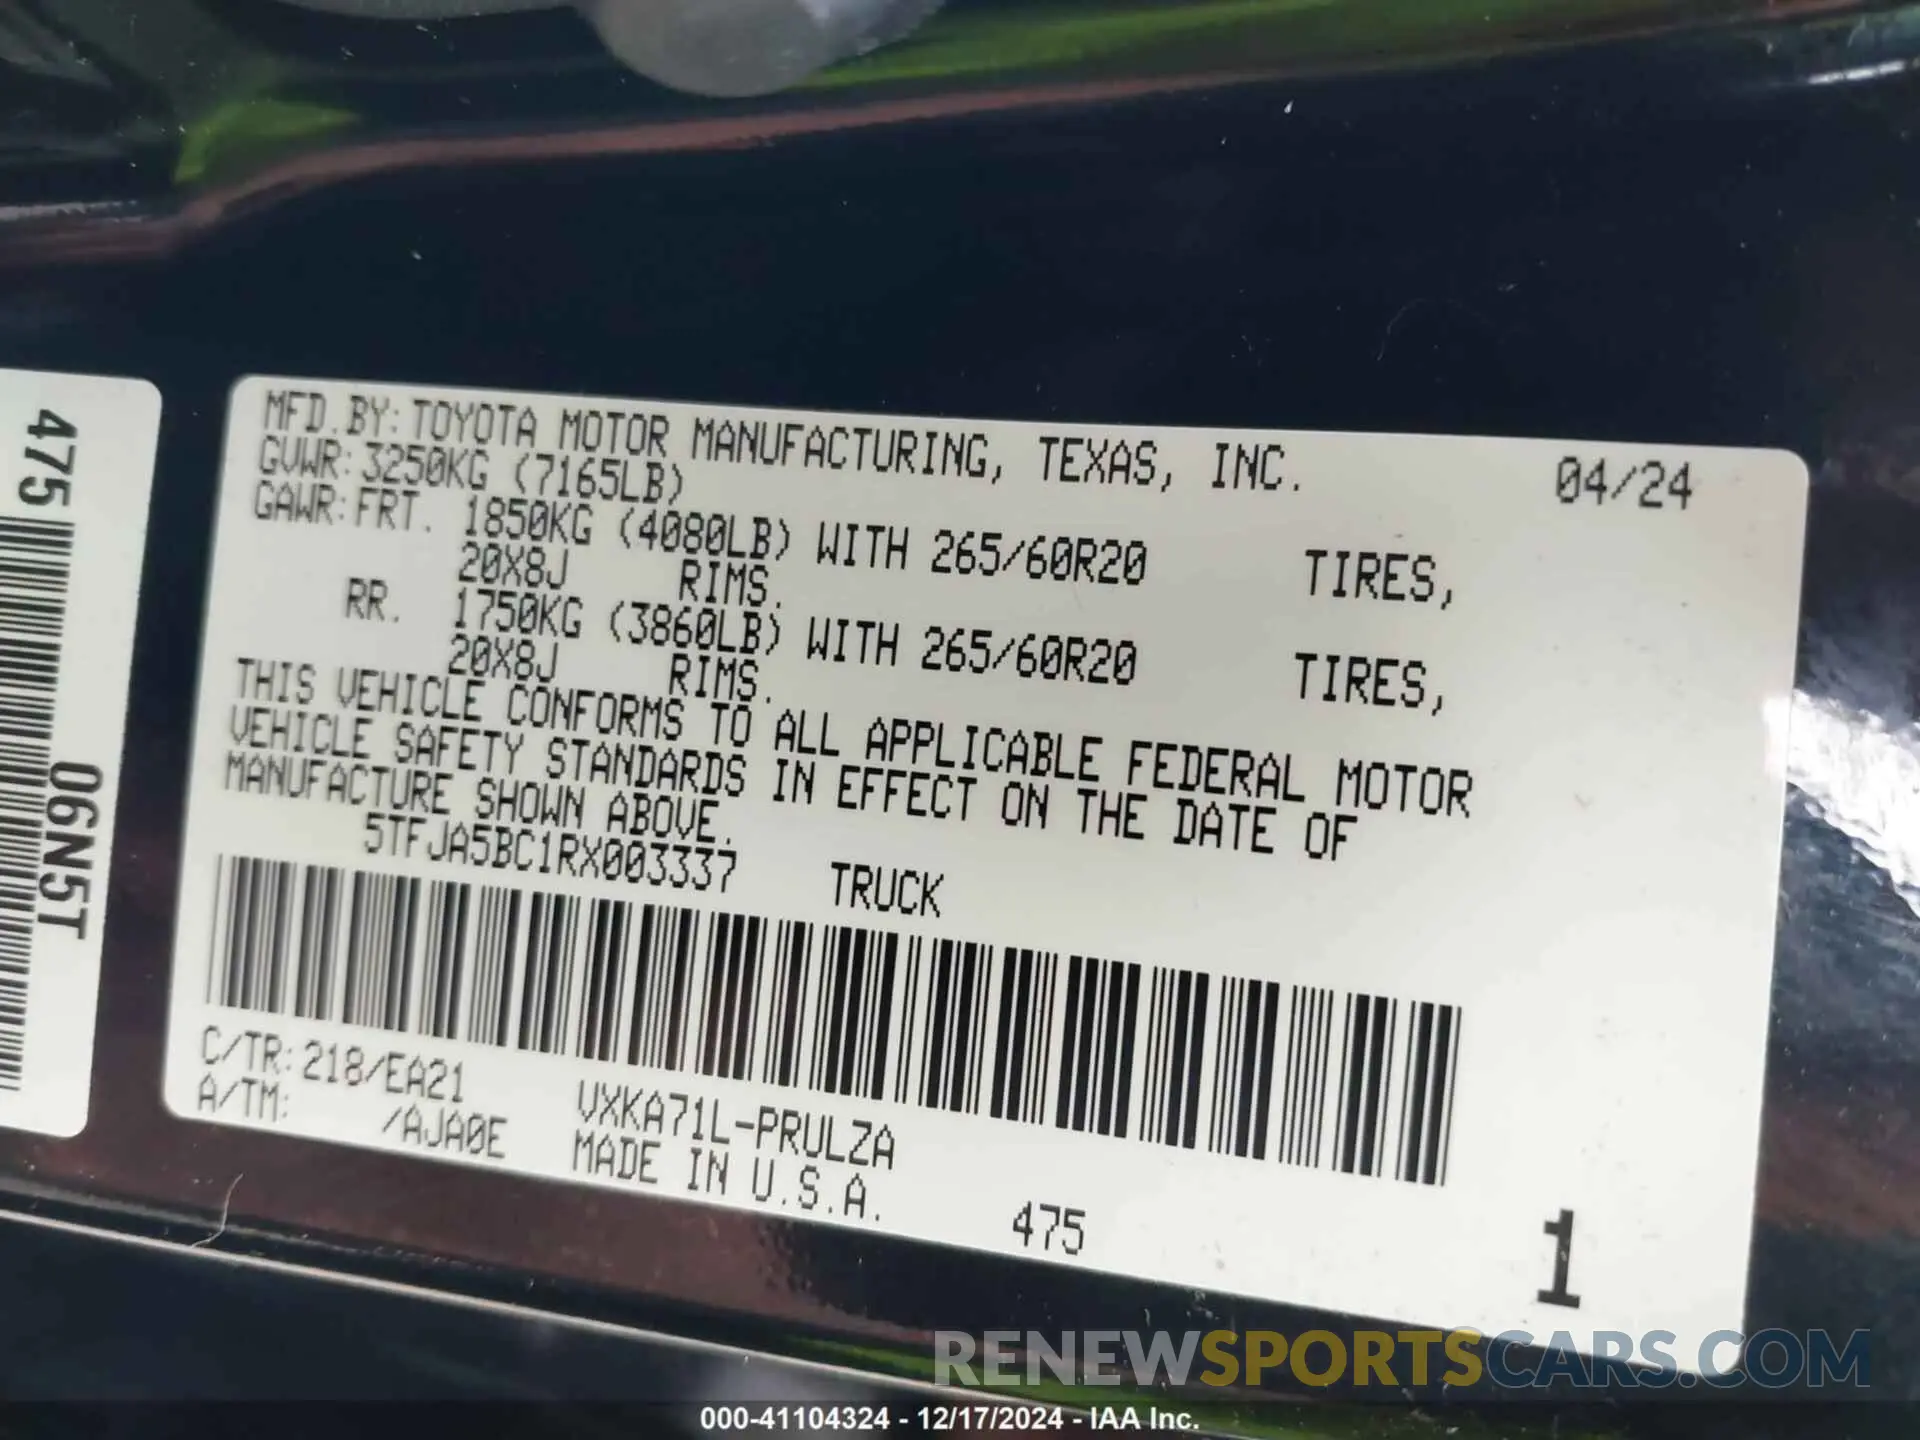 MFD.BY: TOYOTA MOTOR MANUFACTURING, TEXAS, INC. 04/24
GVWR: 3250KG (7165LB)
GAWR: FRT. 1850KG (4080LB) WITH 265/60R20 TIRES,
20X8J RIMS.
RR. 1750KG (3860LB) WITH 265/60R20 TIRES,
20X8J RIMS.
THIS VEHICLE CONFORMS TO ALL APPLICABLE FEDERAL MOTOR
VEHICLE SAFETY STANDARDS IN EFFECT ON THE DATE OF
MANUFACTURE SHOWN ABOVE.
5TFJA5BC1RX003337 TRUCK
C/TR: 218/EA21 VXKA71L-PRULZA
A/TM: /AJA0E MADE IN U.S.A. 475 1
475
06N5T
RENEWSPORTSCARS.COM
000-41104324 - 12/17/2024 - IAA Inc.